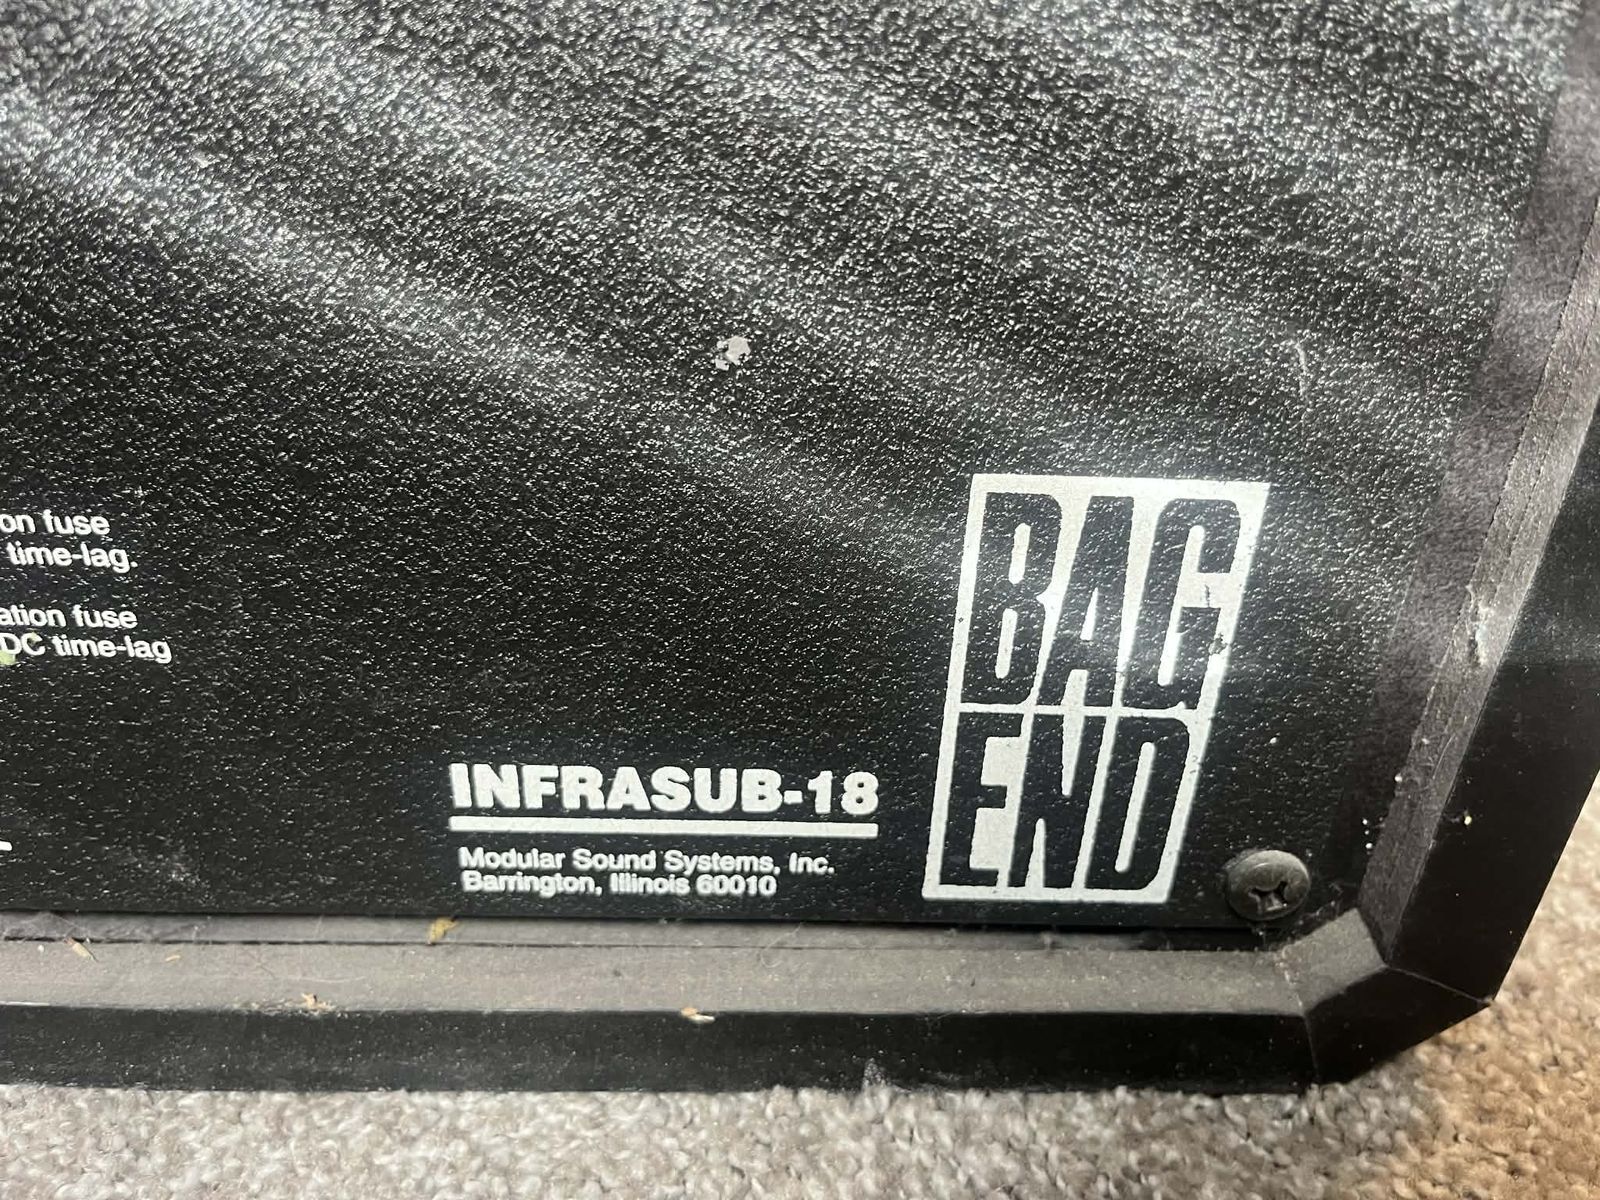 on fuse
time-lag.
ation fuse
DC time-lag
INFRASUB-18
Modular Sound Systems, Inc.
Barrington, Illinois 60010
BAG
END